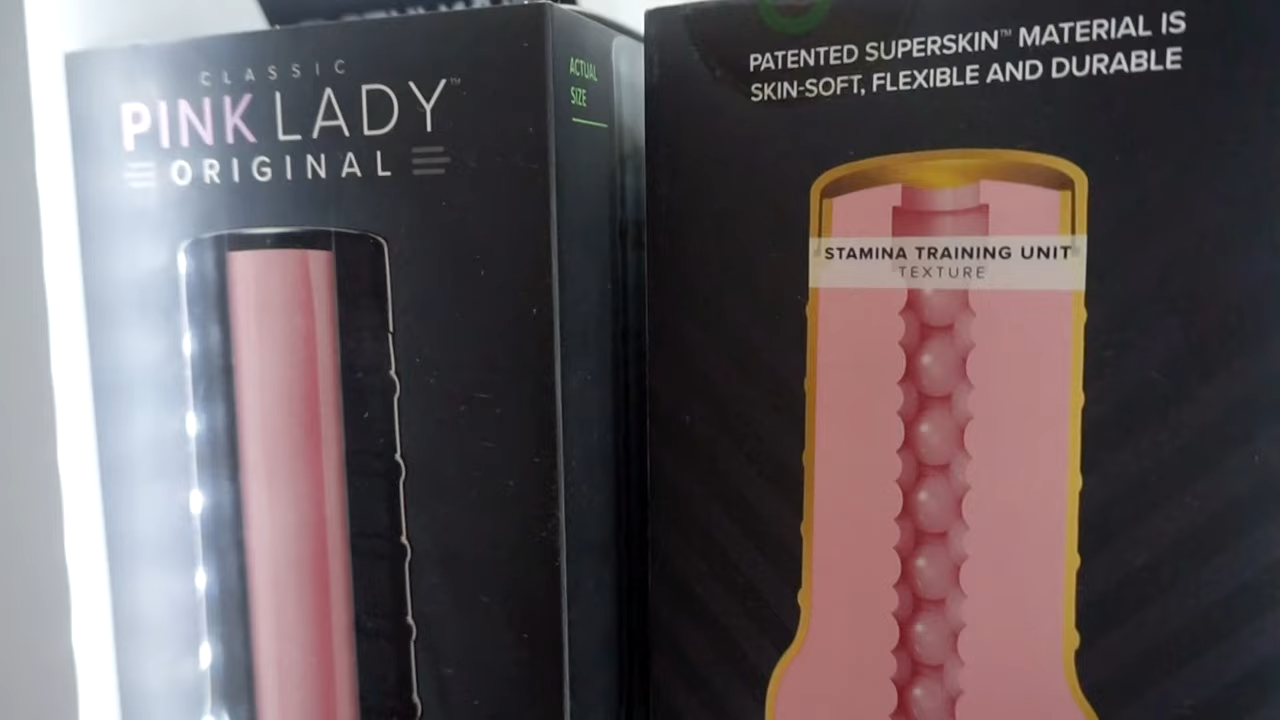 CLASSIC
PINK LADY™
ORIGINAL
ACTUAL
SIZE
PATENTED SUPERSKIN™ MATERIAL IS
SKIN-SOFT, FLEXIBLE AND DURABLE
STAMINA TRAINING UNIT
TEXTURE